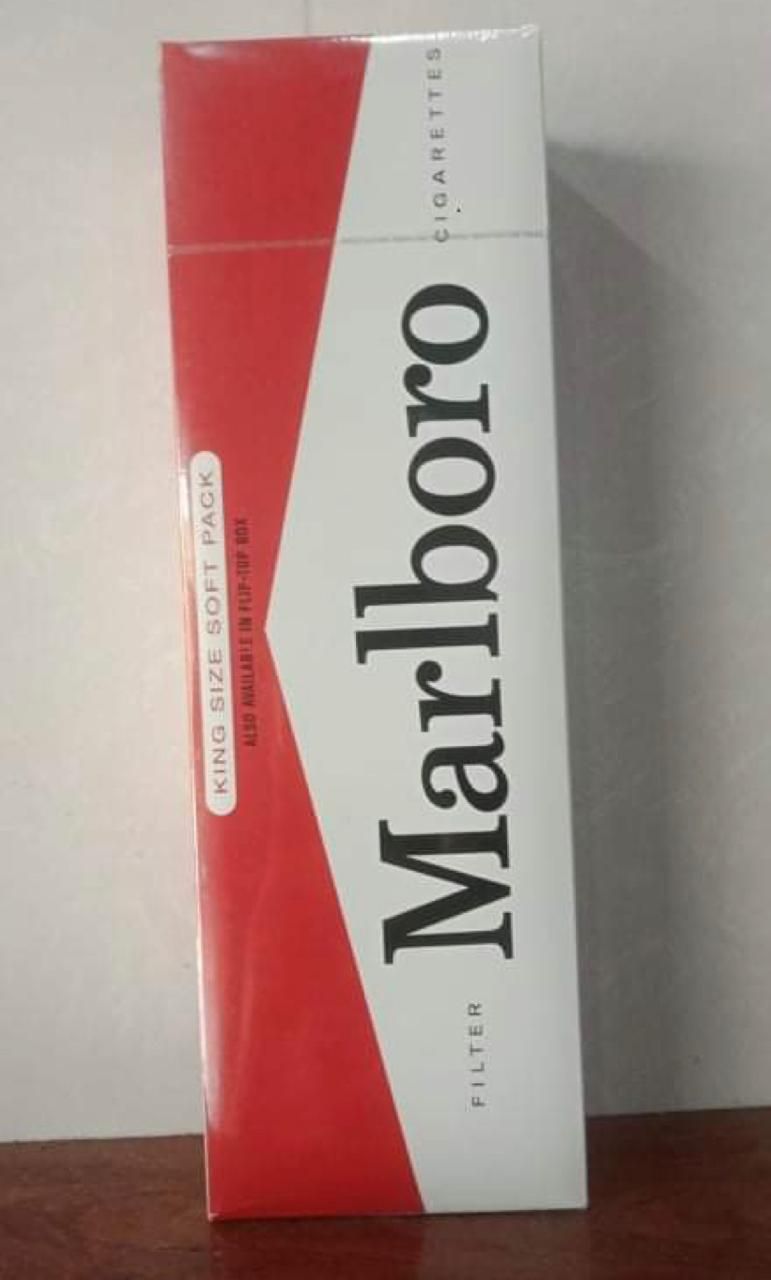 KING SIZE SOFT PACK
ALSO AVAILABLE IN FLIP-TOP BOX
FILTER Marlboro CIGARETTES